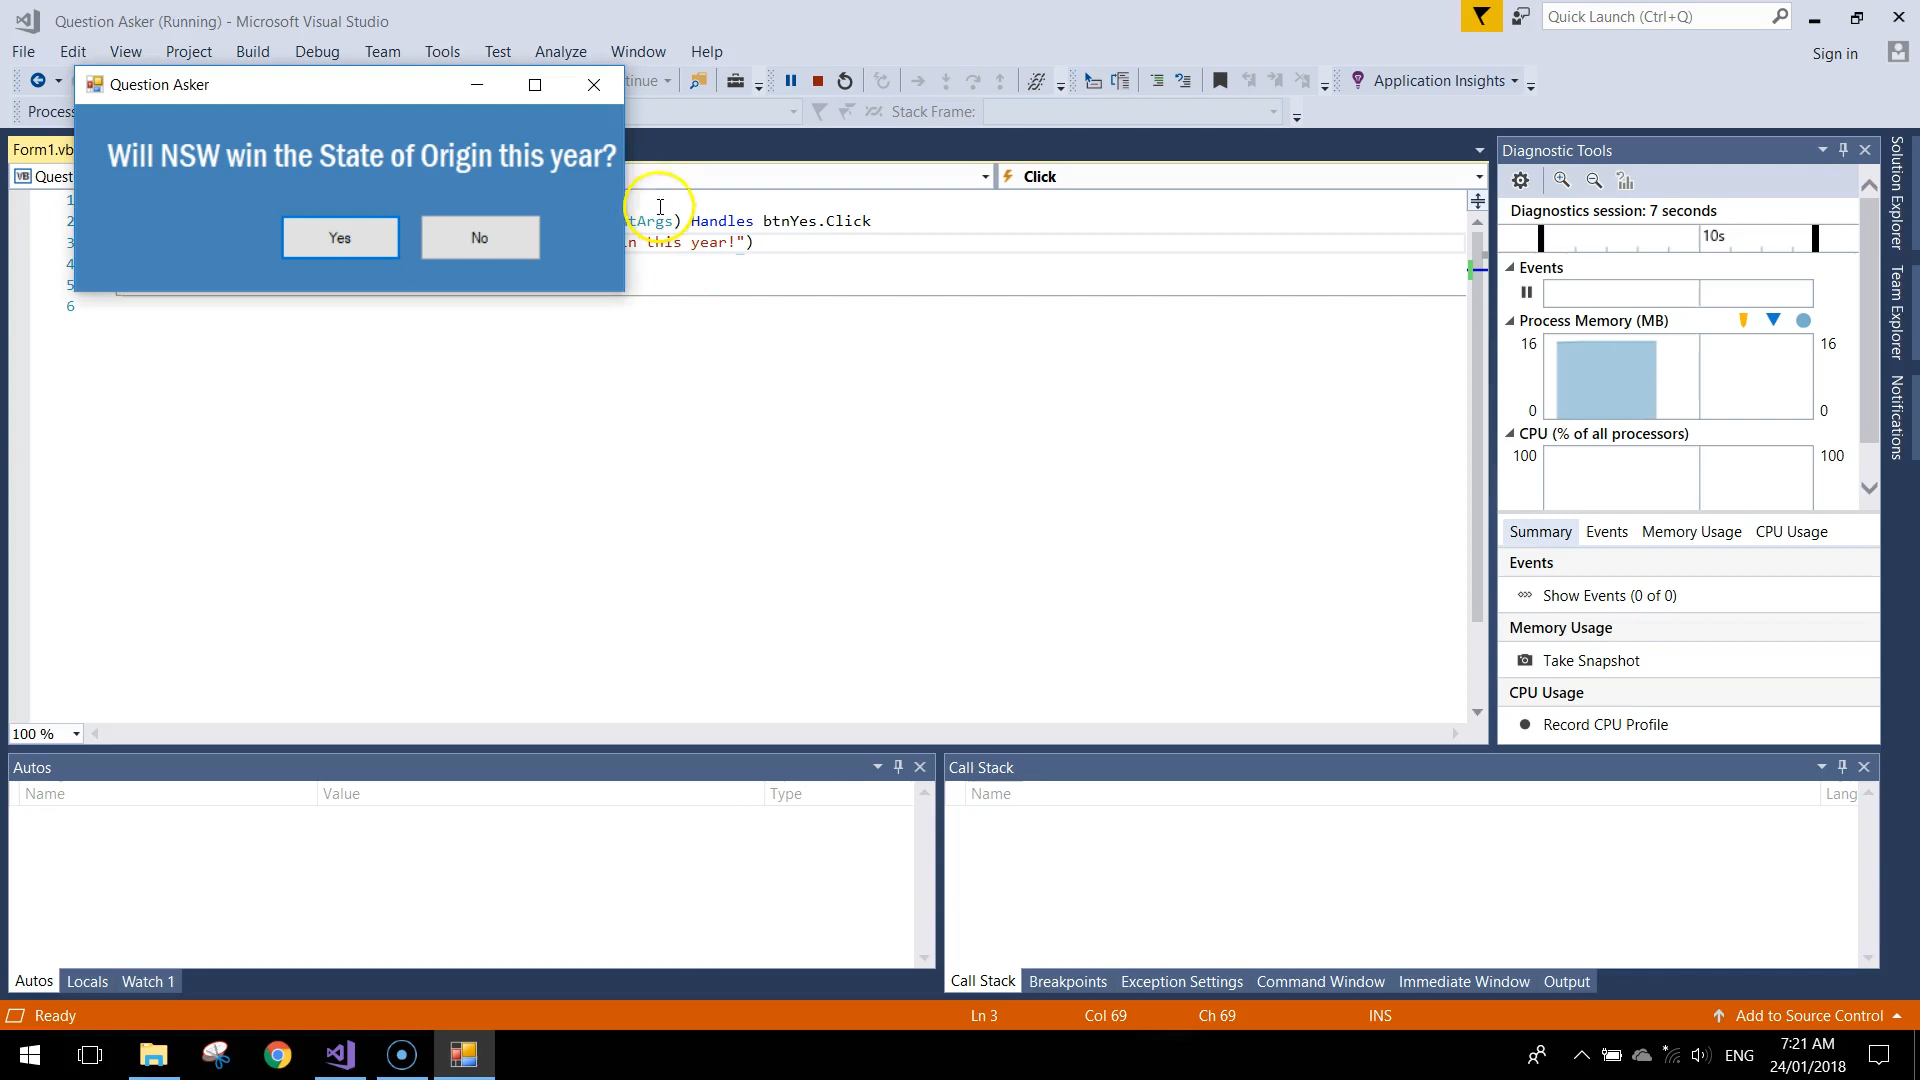 Question Asker (Running) - Microsoft Visual Studio
Quick Launch (Ctrl+Q)
File Edit View Project Build Debug Team Tools Test Analyze Window Help
Sign in
Question Asker
Application Insights
Process
Stack Frame:
Will NSW win the State of Origin this year?
Yes
No
Form1.vb
VB Quest
Click
1
2 tArgs) Handles btnYes.Click
3 in this year!")
4
5
6
100 %
Diagnostic Tools
Diagnostics session: 7 seconds
10s
Events
Process Memory (MB)
16 16
0 0
CPU (% of all processors)
100 100
Summary Events Memory Usage CPU Usage
Events
Show Events (0 of 0)
Memory Usage
Take Snapshot
CPU Usage
Record CPU Profile
Solution Explorer
Team Explorer
Notifications
Autos
Name Value Type
Autos Locals Watch 1
Call Stack
Name Lang
Call Stack Breakpoints Exception Settings Command Window Immediate Window Output
Ready
Ln 3 Col 69 Ch 69 INS
Add to Source Control
ENG
7:21 AM
24/01/2018